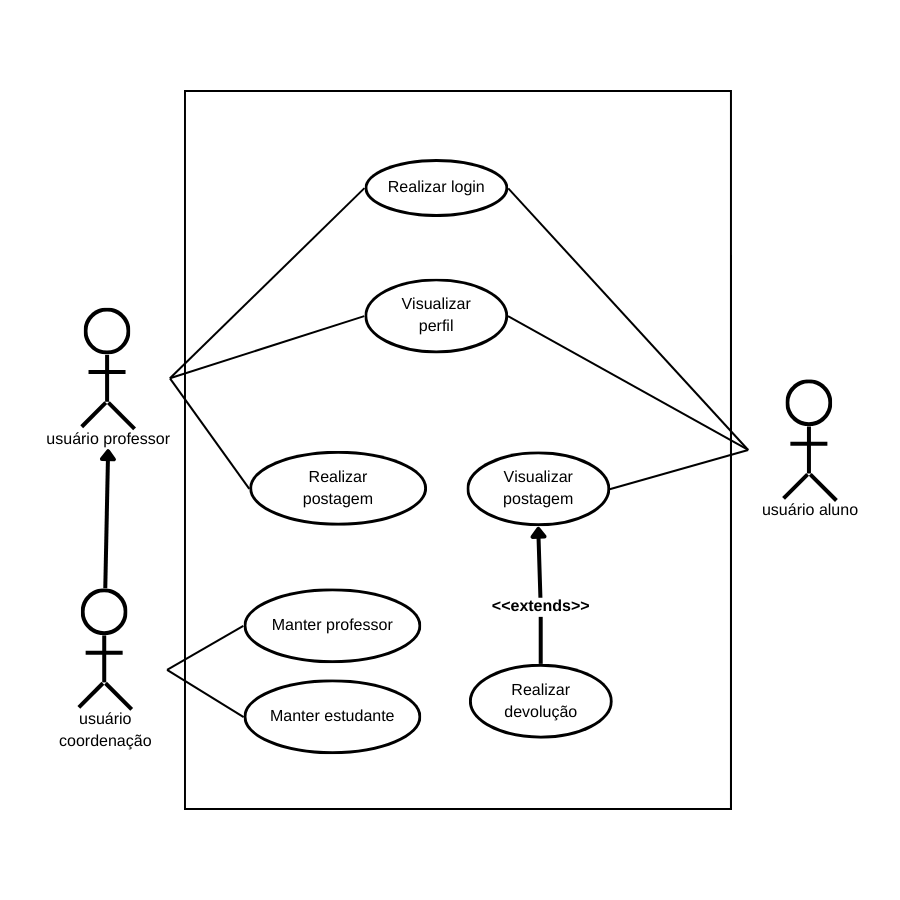 Realizar login
Visualizar
perfil
usuário professor
Realizar
postagem
Visualizar
postagem
usuário aluno
<<extends>>
Manter professor
Realizar
devolução
Manter estudante
usuário
coordenação